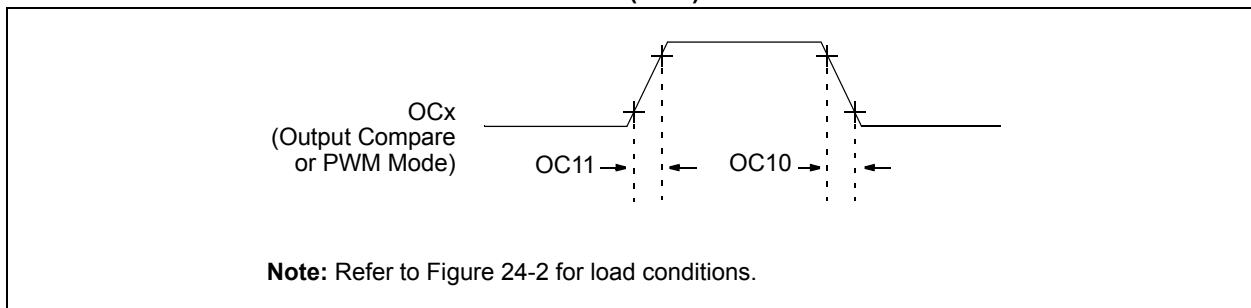 OCx
(Output Compare
or PWM Mode)
OC11
OC10
Note: Refer to Figure 24-2 for load conditions.